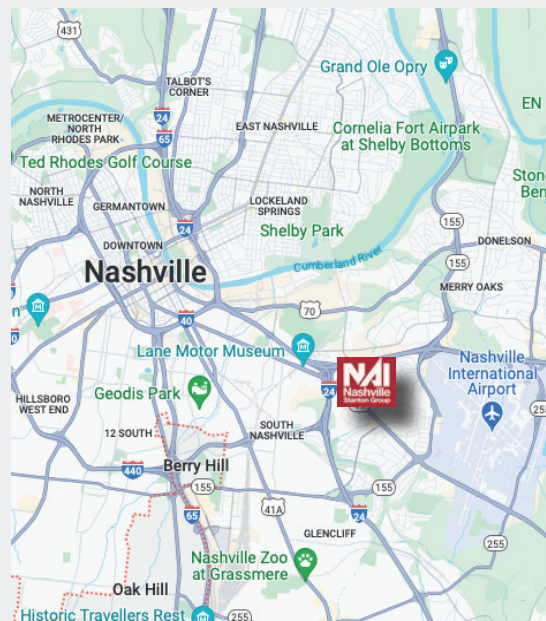 431
Grand Ole Opry
TALBOT'S
CORNER
24
METROCENTER/
NORTH
RHODES PARK
EAST NASHVILLE
EN
65
Cornelia Fort Airpark
at Shelby Bottoms
Ted Rhodes Golf Course
Ston
Ben
NORTH
NASHVILLE
GERMANTOWN
LOCKELAND
SPRINGS
24
Shelby Park
155
DONELSON
DOWNTOWN
155
Nashville
Cumberland River
MERRY OAKS
70
40
Lane Motor Museum
NAI
Nashville
Stanton Group
Nashville
International
Airport
24
Geodis Park
HILLSBORO
WEST END
12 SOUTH
SOUTH
NASHVILLE
440
Berry Hill
155
155
65
41A
24
GLENCLIFF
255
Nashville Zoo
at Grassmere
Oak Hill
Historic Travellers Rest
255